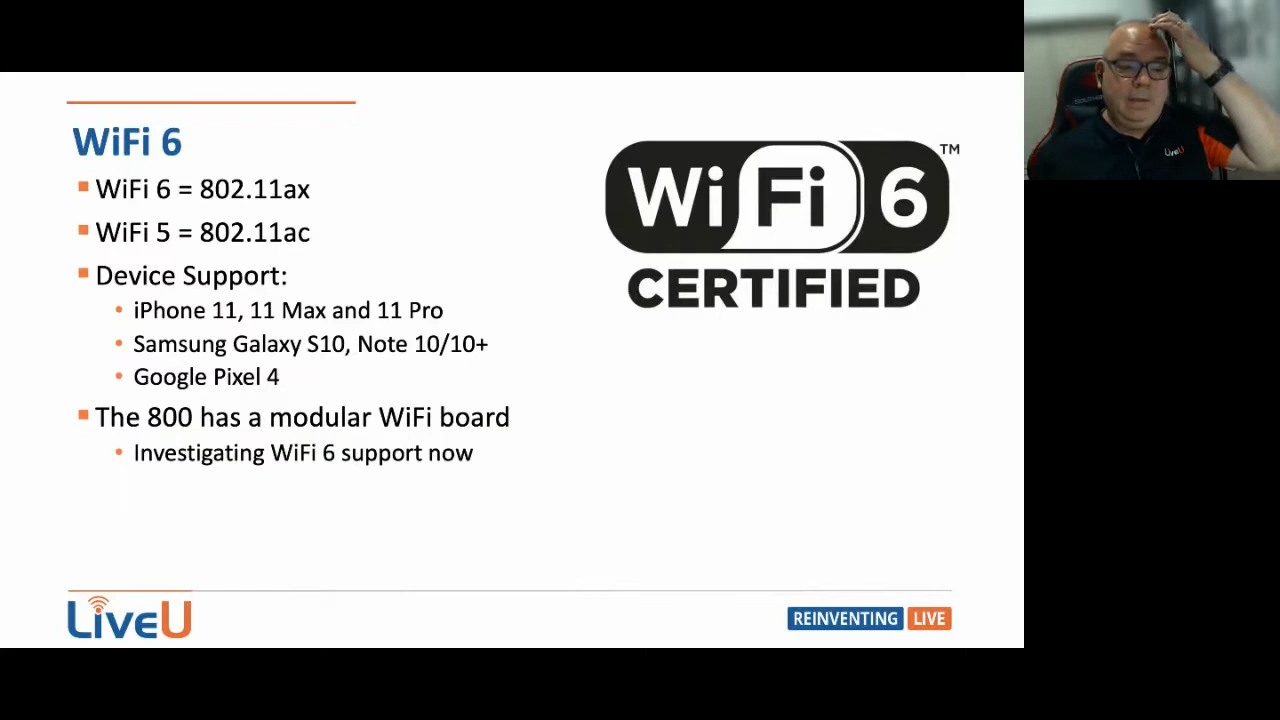 WiFi 6
WiFi 6 = 802.11ax
WiFi 5 = 802.11ac
Device Support:
iPhone 11, 11 Max and 11 Pro
Samsung Galaxy S10, Note 10/10+
Google Pixel 4
The 800 has a modular WiFi board
Investigating WiFi 6 support now
WiFi 6 TM
CERTIFIED
LiveU
REINVENTING LIVE
LiveU